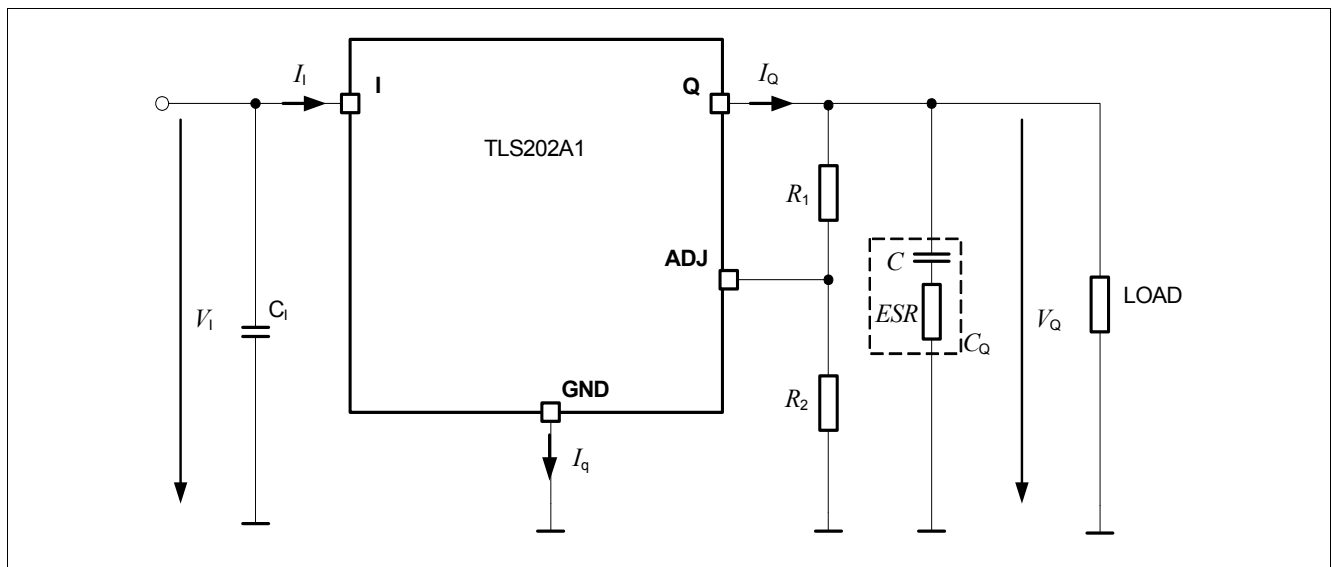 I_I
I
Q
I_Q
TLS202A1
R_1
ADJ
C
LOAD
V_I
C_I
ESR
V_Q
C_Q
GND
R_2
I_q